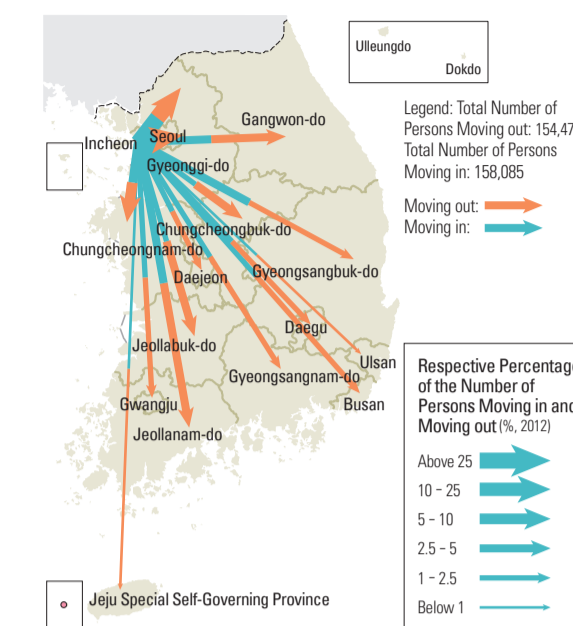 Ulleungdo
Dokdo
Gangwon-do
Incheon
Seoul
Gyeonggi-do
Chungcheongbuk-do
Chungcheongnam-do
Daejeon
Gyeongsangbuk-do
Daegu
Jeollabuk-do
Ulsan
Gyeongsangnam-do
Gwangju
Busan
Jeollanam-do
Jeju Special Self-Governing Province
Legend: Total Number of
Persons Moving out: 154,47
Total Number of Persons
Moving in: 158,085
Moving out:
Moving in:
Respective Percentage
of the Number of
Persons Moving in and
Moving out (%, 2012)
Above 25
10 – 25
5 – 10
2.5 – 5
1 – 2.5
Below 1